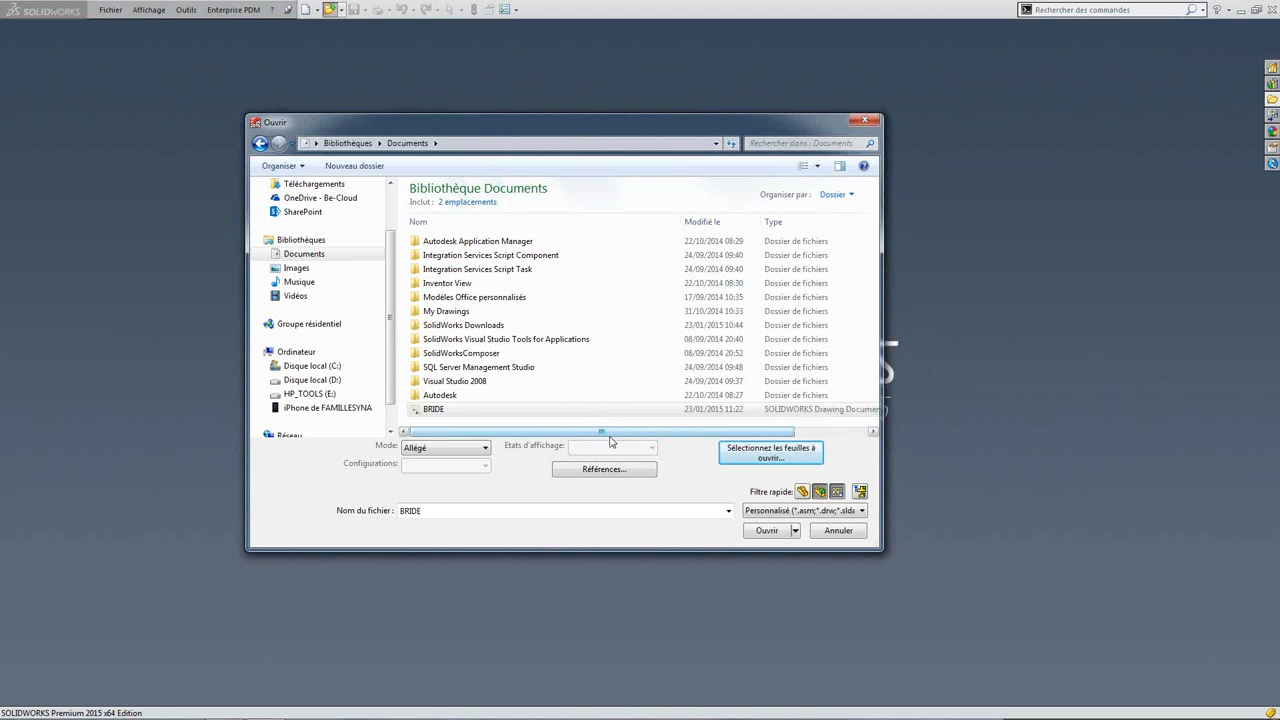 SOLIDWORKS Fichier Affichage Outils Enterprise PDM Rechercher des commandes
Ouvrir
Bibliothèques Documents Rechercher dans : Documents
Organiser Nouveau dossier
Téléchargements
OneDrive - Be-Cloud
SharePoint
Bibliothèques
Documents
Images
Musique
Vidéos
Groupe résidentiel
Ordinateur
Disque local (C:)
Disque local (D:)
HP_TOOLS (E:)
iPhone de FAMILLESYNA
Réseau
Bibliothèque Documents
Inclut : 2 emplacements
Organiser par : Dossier
Nom Modifié le Type
Autodesk Application Manager 22/10/2014 08:29 Dossier de fichiers
Integration Services Script Component 24/09/2014 09:40 Dossier de fichiers
Integration Services Script Task 24/09/2014 09:40 Dossier de fichiers
Inventor View 22/10/2014 08:30 Dossier de fichiers
Modèles Office personnalisés 17/09/2014 10:35 Dossier de fichiers
My Drawings 31/10/2014 10:33 Dossier de fichiers
SolidWorks Downloads 23/01/2015 10:44 Dossier de fichiers
SolidWorks Visual Studio Tools for Applications 08/09/2014 20:40 Dossier de fichiers
SolidWorksComposer 08/09/2014 20:52 Dossier de fichiers
SQL Server Management Studio 24/09/2014 09:48 Dossier de fichiers
Visual Studio 2008 24/09/2014 09:37 Dossier de fichiers
Autodesk 22/10/2014 08:27 Dossier de fichiers
BRIDE 23/01/2015 11:22 SOLIDWORKS Drawing Document
Mode: Allégé Etats d'affichage: Sélectionnez les feuilles à
ouvrir...
Configurations: Références...
Filtre rapide:
Nom du fichier : BRIDE Personnalisé (*.asm;*.drw;*.slda
Ouvrir Annuler
SOLIDWORKS Premium 2015 x64 Edition